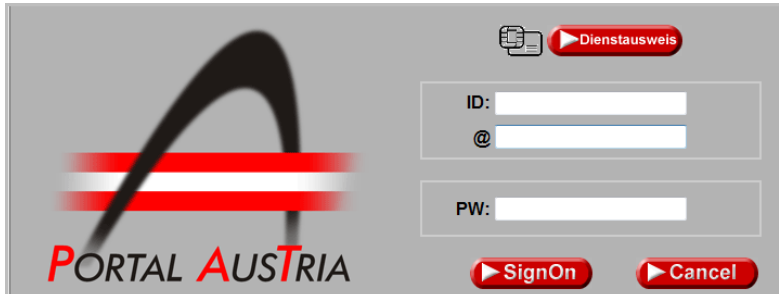 Dienstausweis
ID:
@
PW:
PORTAL AUSTRIA
SignOn
Cancel